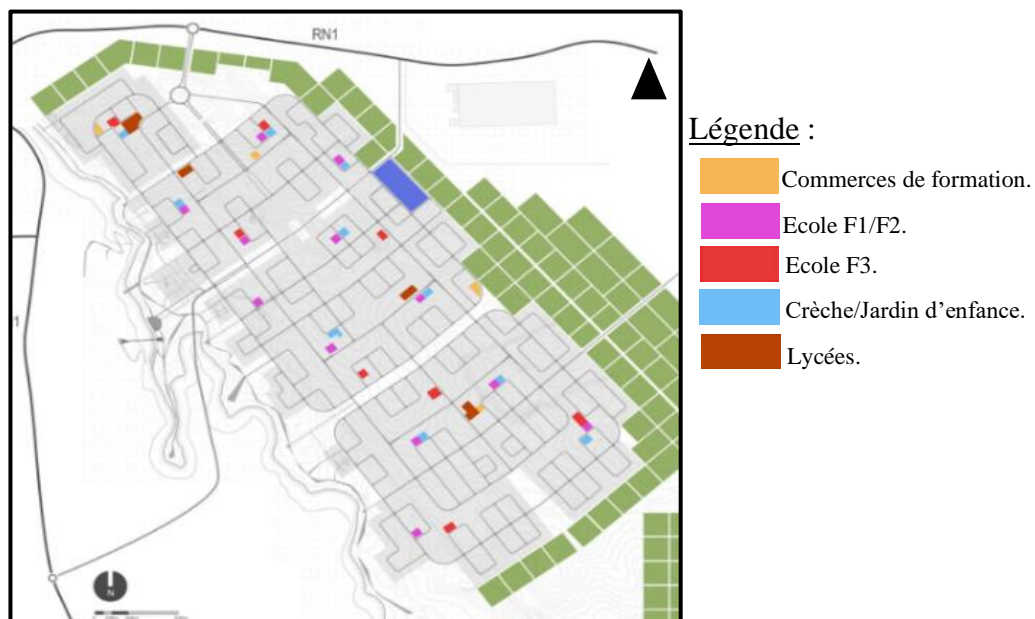 RN1
Légende :
Commerces de formation.
Ecole F1/F2.
Ecole F3.
Crèche/Jardin d'enfance.
Lycées.
N